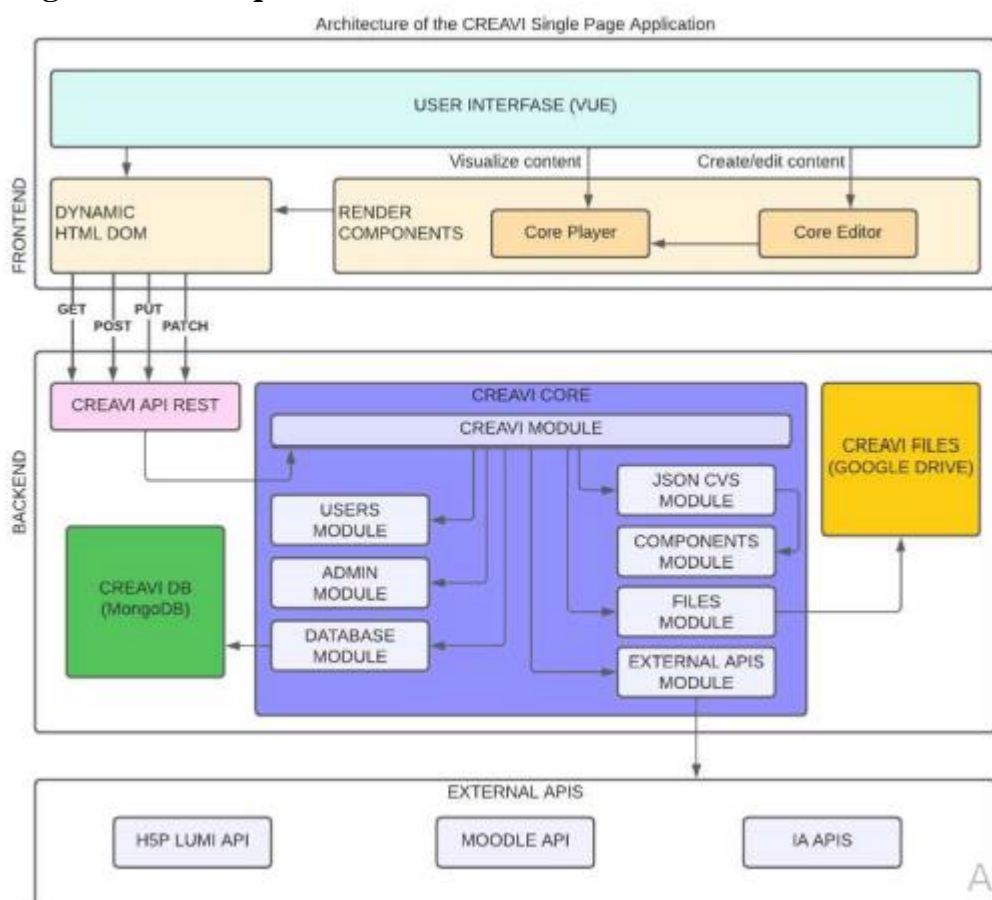 Architecture of the CREAVI Single Page Application
USER INTERFASE (VUE)
Visualize content
Create/edit content
FRONTEND
DYNAMIC
HTML DOM
RENDER
COMPONENTS
Core Player
Core Editor
GET
POST
PUT
PATCH
BACKEND
CREAVI API REST
CREAVI CORE
CREAVI MODULE
CREAVI FILES
(GOOGLE DRIVE)
USERS
MODULE
JSON CVS
MODULE
ADMIN
MODULE
COMPONENTS
MODULE
CREAVI DB
(MongoDB)
DATABASE
MODULE
FILES
MODULE
EXTERNAL APIS
MODULE
EXTERNAL APIS
H5P LUMI API
MOODLE API
IA APIS
A